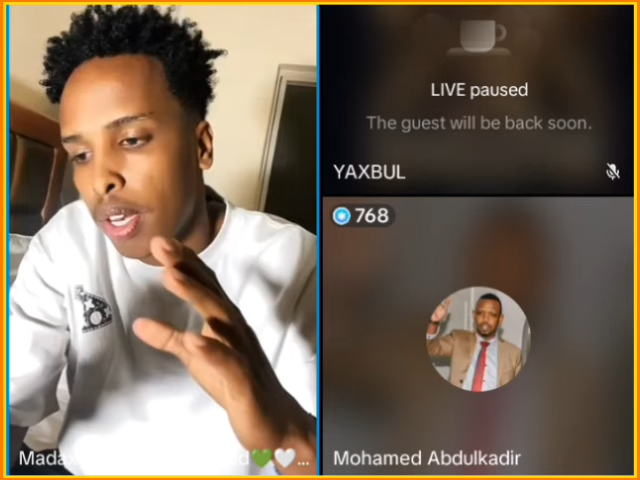 LIVE paused
The guest will be back soon.
YAXBUL
768
Mohamed Abdulkadir